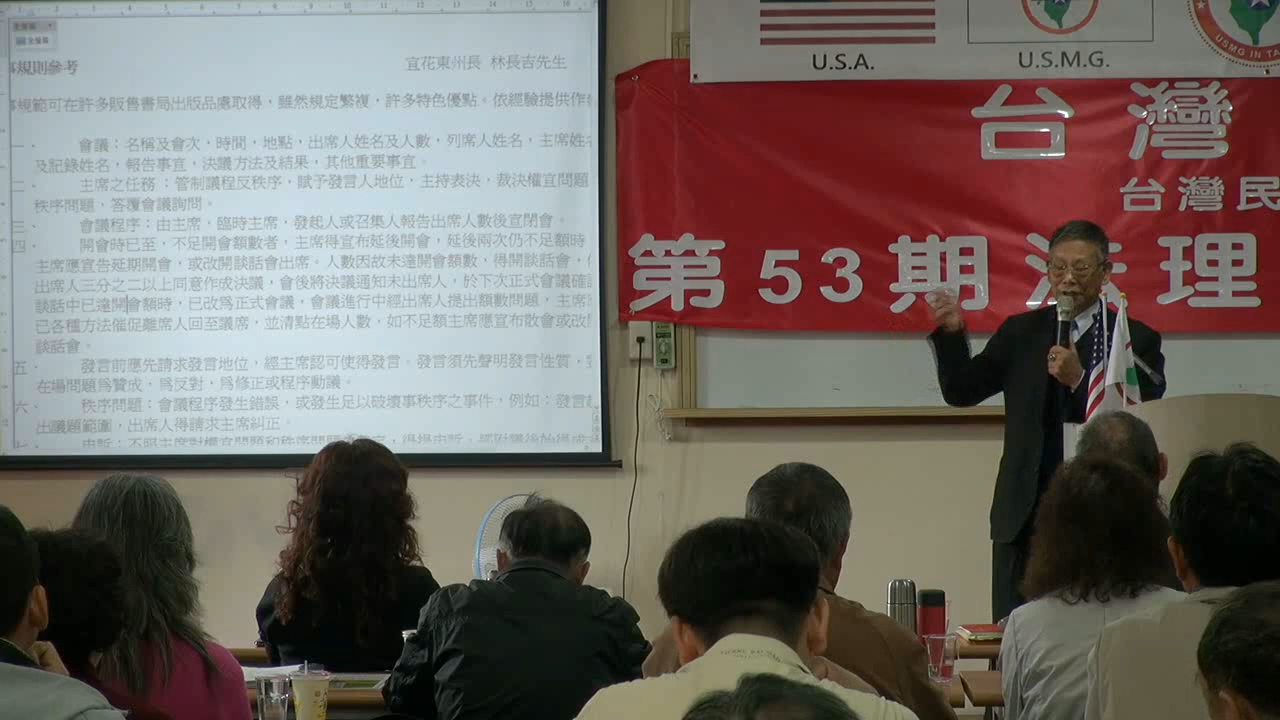 全螢幕
規則參考
宜花東州長 林長吉先生
規範可在許多販售書局出版品處取得，雖然規定繁複，許多特色優點。依經驗提供作
會議：名稱及會次，時間，地點，出席人姓名及人數，列席人姓名，主席姓名
及記錄姓名，報告事宜，決議方法及結果，其他重要事宜。
二、 主席之任務：管制議程反秩序，賦予發言人地位，主持表決，裁決權宜問題
秩序問題、答覆會議詢問。
三、 會議程序：由主席，臨時主席，發起人或召集人報告出席人數後宣閉會。
四、 開會時已至，不足開會額數者，主席得宣布延後開會，延後兩次仍不足額時
主席應宣告延期開會，或改開談話會出席。人數因故未達開會額數，得開談話會，
出席人三分之二以上同意作成決議，會後將決議通知未出席人，於下次正式會議確認
談話中已達開會額時，已改為正式會議，會議進行中經出席人提出額數問題，主席
已各種方法催促離席人回至議席，並清點在場人數，如不足額主席應宣布散會或改
談話會。
五、 發言前應先請求發言地位，經主席認可使得發言。發言須先聲明發言性質，
在場問題為贊成，為反對，為修正或程序動議。
六、 秩序問題：會議程序發生錯誤，或發生足以破壞事秩序之事件，例如：發言
出議題範圍，出席人得請求主席糾正。
U.S.A.
U.S.M.G.
USMG IN TA
台灣
台灣民
第53期法理